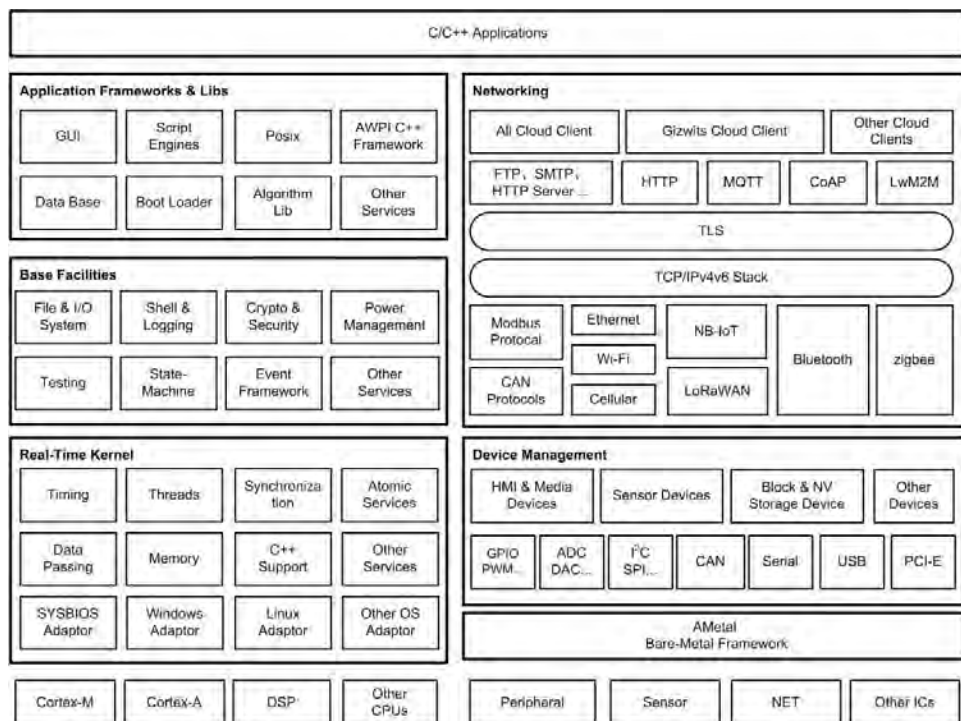 C/C++ Applications
Application Frameworks & Libs
GUI
Script
Engines
Posix
AWPI C++
Framework
Data Base
Boot Loader
Algorithm
Lib
Other
Services
Base Facilities
File & I/O
System
Shell &
Logging
Crypto &
Security
Power
Management
Testing
State-
Machine
Event
Framework
Other
Services
Real-Time Kernel
Timing
Threads
Synchroniza
tion
Atomic
Services
Data
Passing
Memory
C++
Support
Other
Services
SYSBIOS
Adaptor
Windows
Adaptor
Linux
Adaptor
Other OS
Adaptor
Cortex-M
Cortex-A
DSP
Other
CPUs
Networking
Ali Cloud Client
Gizwits Cloud Client
Other Cloud
Clients
FTP、SMTP、
HTTP Server...
HTTP
MQTT
CoAP
LwM2M
TLS
TCP/IPv4v6 Stack
Modbus
Protocal
Ethernet
NB-IoT
Bluetooth
zigbee
Wi-Fi
CAN
Protocols
Cellular
LoRaWAN
Device Management
HMI & Media
Devices
Sensor Devices
Block & NV
Storage Device
Other
Devices
GPIO
PWM...
ADC
DAC...
I²C
SPI...
CAN
Serial
USB
PCI-E
AMetal
Bare-Metal Framework
Peripheral
Sensor
NET
Other ICs